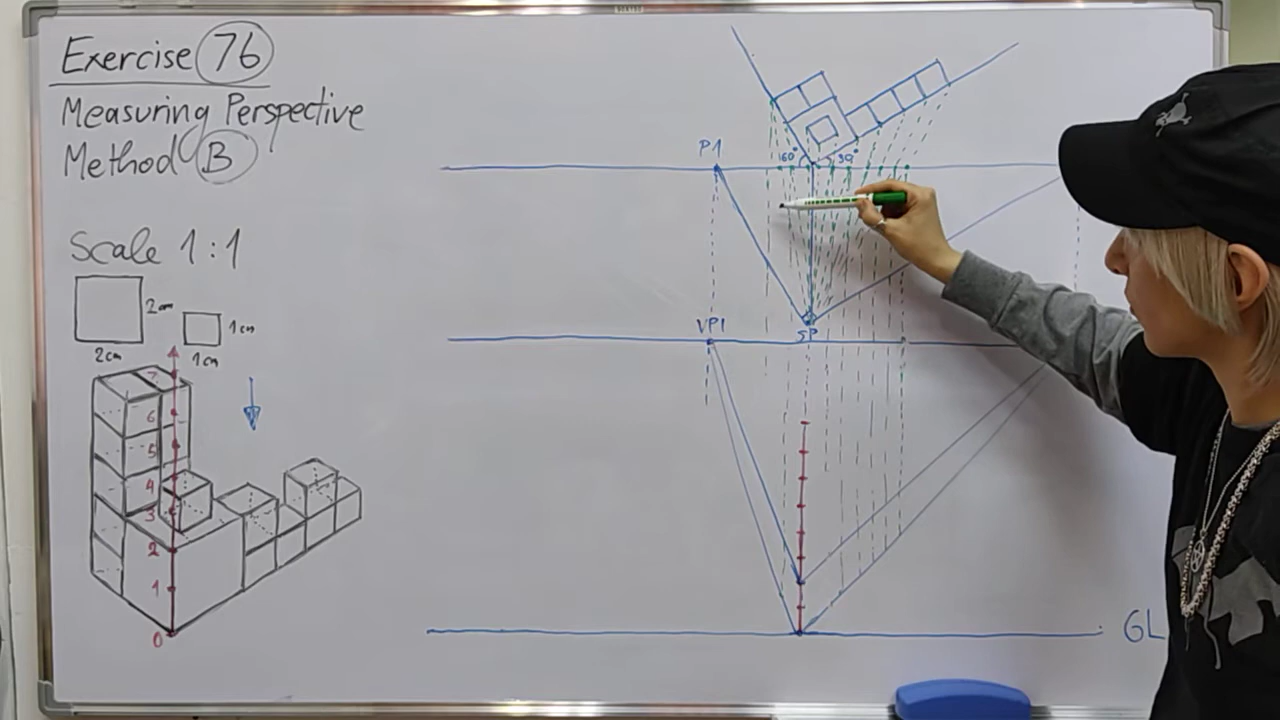 Exercise 76
Measuring Perspective
Method B
Scale 1:1
2cm
1cm
2cm
1cm
7
6
5
4
3
2
1
0
P1
60°
30°
VP1
SP
GL